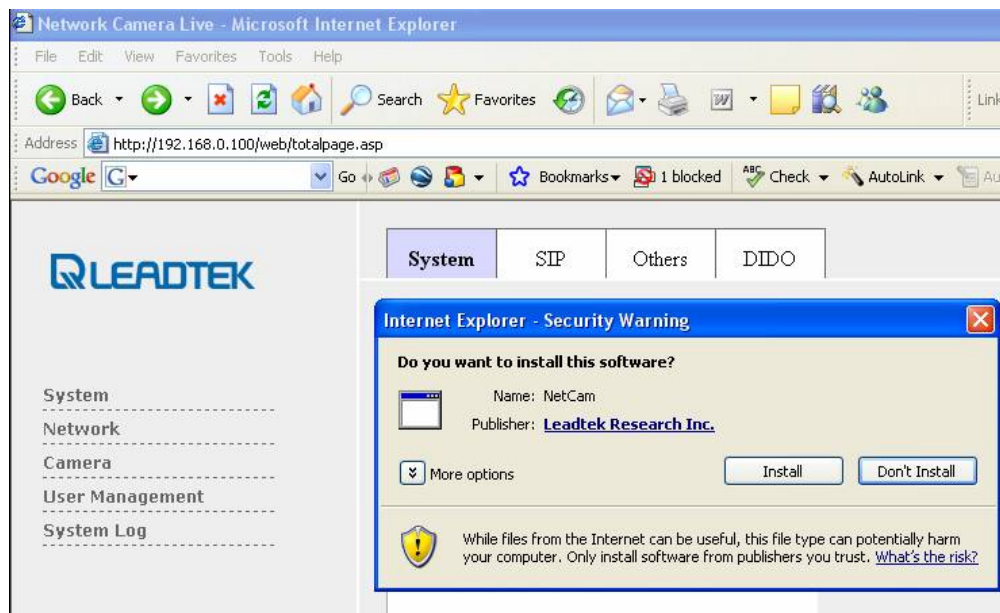 Network Camera Live - Microsoft Internet Explorer
File Edit View Favorites Tools Help
Back Search Favorites W Link
Address http://192.168.0.100/web/totalpage.asp
Google G Go Bookmarks 1 blocked ABC Check AutoLink Au
LEADTEK
System SIP Others DIDO
Internet Explorer - Security Warning
Do you want to install this software?
Name: NetCam
Publisher: Leadtek Research Inc.
More options Install Don't Install
While files from the Internet can be useful, this file type can potentially harm
your computer. Only install software from publishers you trust. What's the risk?
System
Network
Camera
User Management
System Log